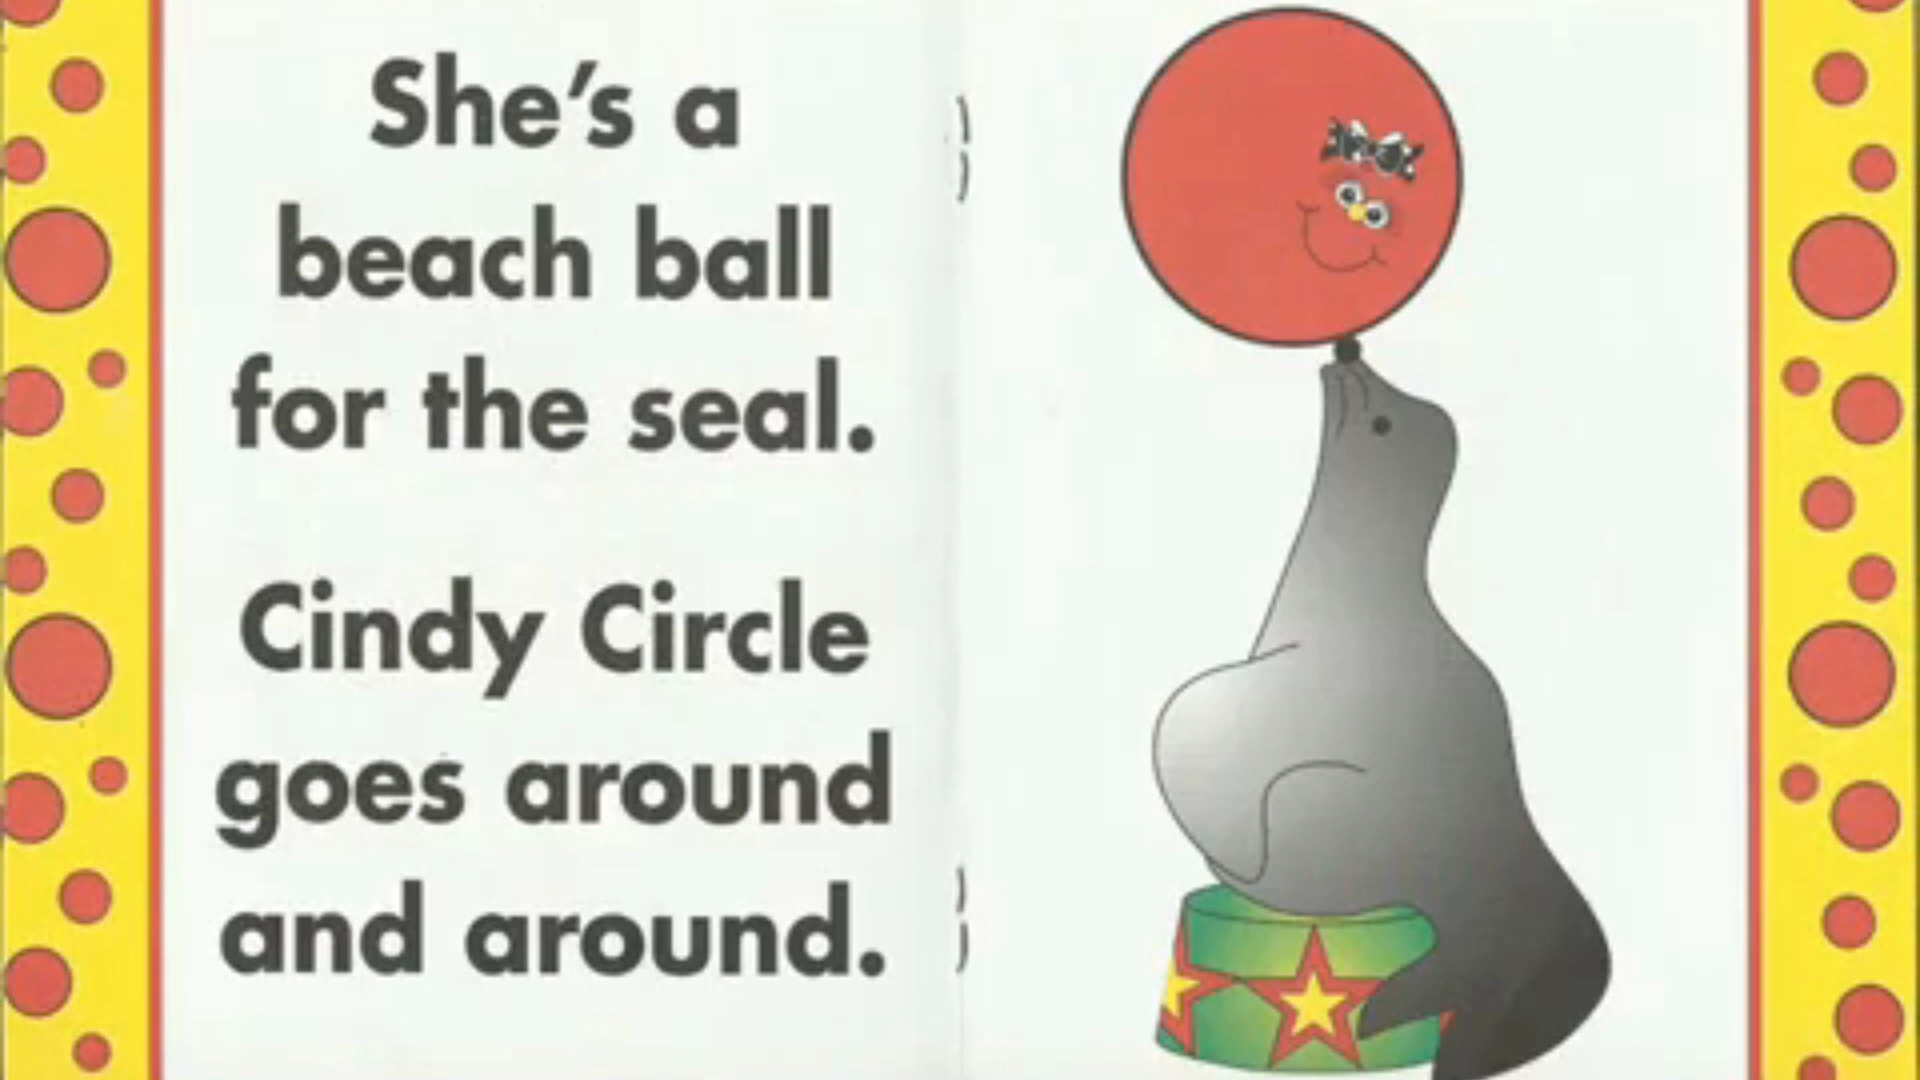 She's a
beach ball
for the seal.
Cindy Circle
goes around
and around.